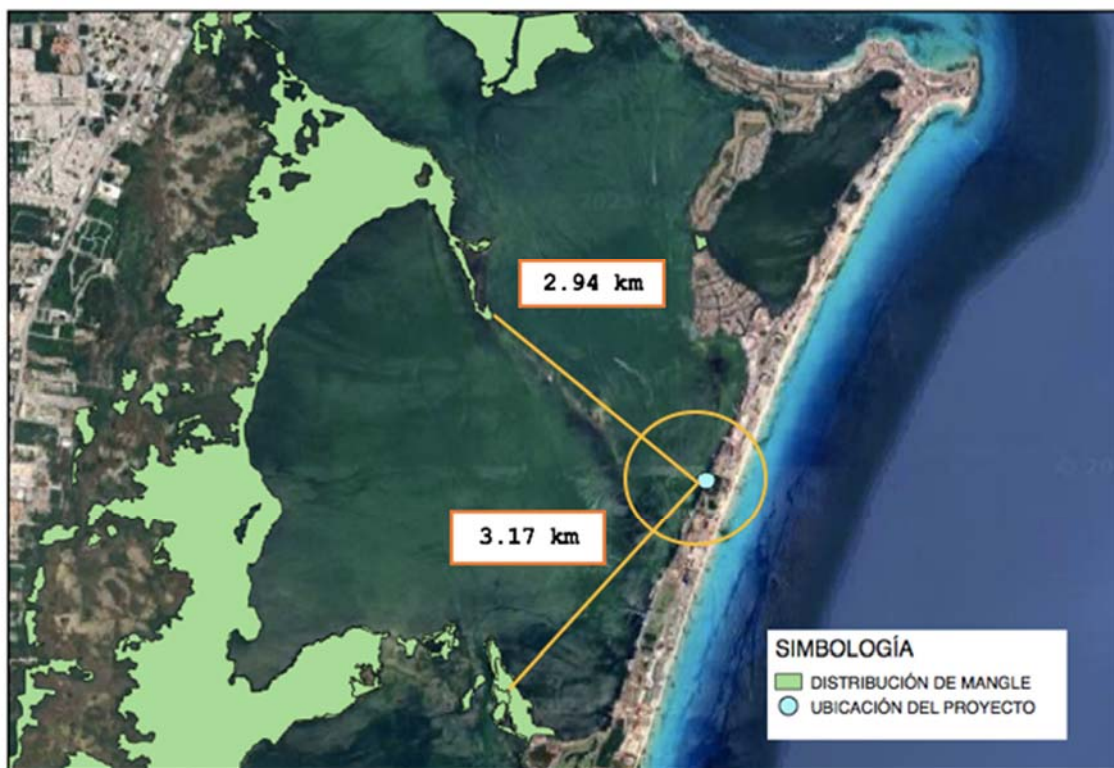 2.94 km
3.17 km
SIMBOLOGÍA
DISTRIBUCIÓN DE MANGLE
UBICACIÓN DEL PROYECTO